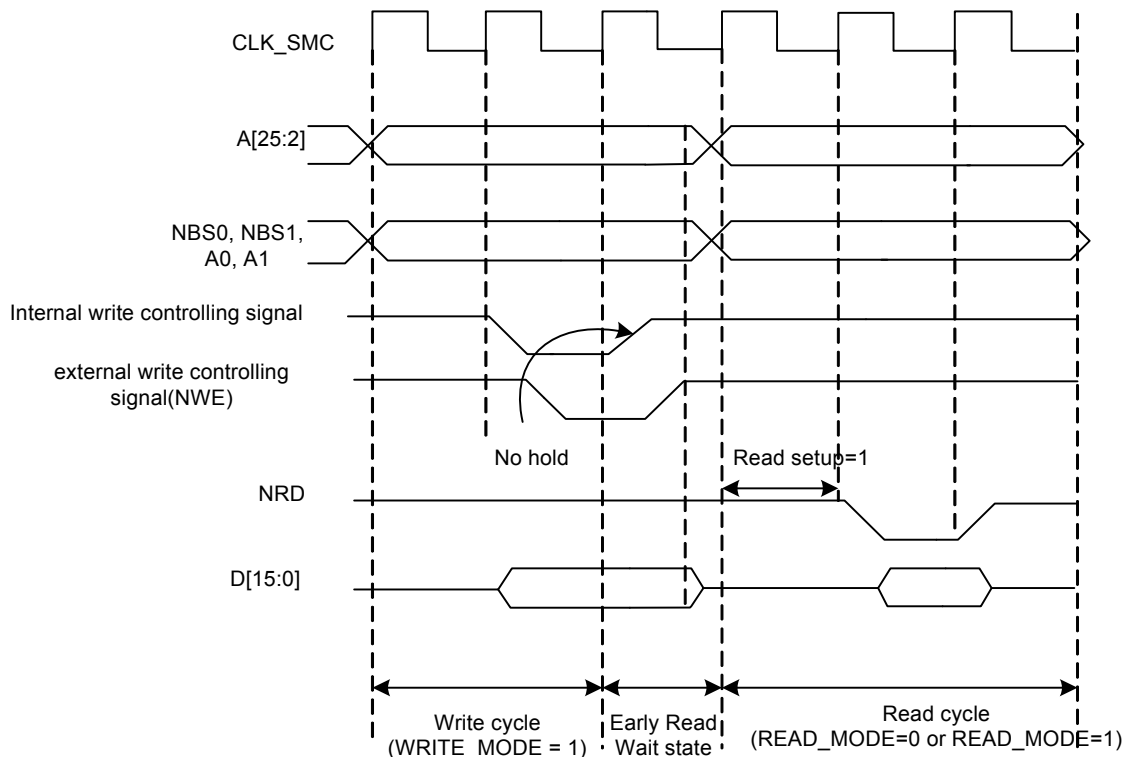 CLK_SMC
A[25:2]
NBS0, NBS1,
A0, A1
Internal write controlling signal
external write controlling
signal(NWE)
No hold
Read setup=1
NRD
D[15:0]
Write cycle
(WRITE_MODE = 1)
Early Read
Wait state
Read cycle
(READ_MODE=0 or READ_MODE=1)